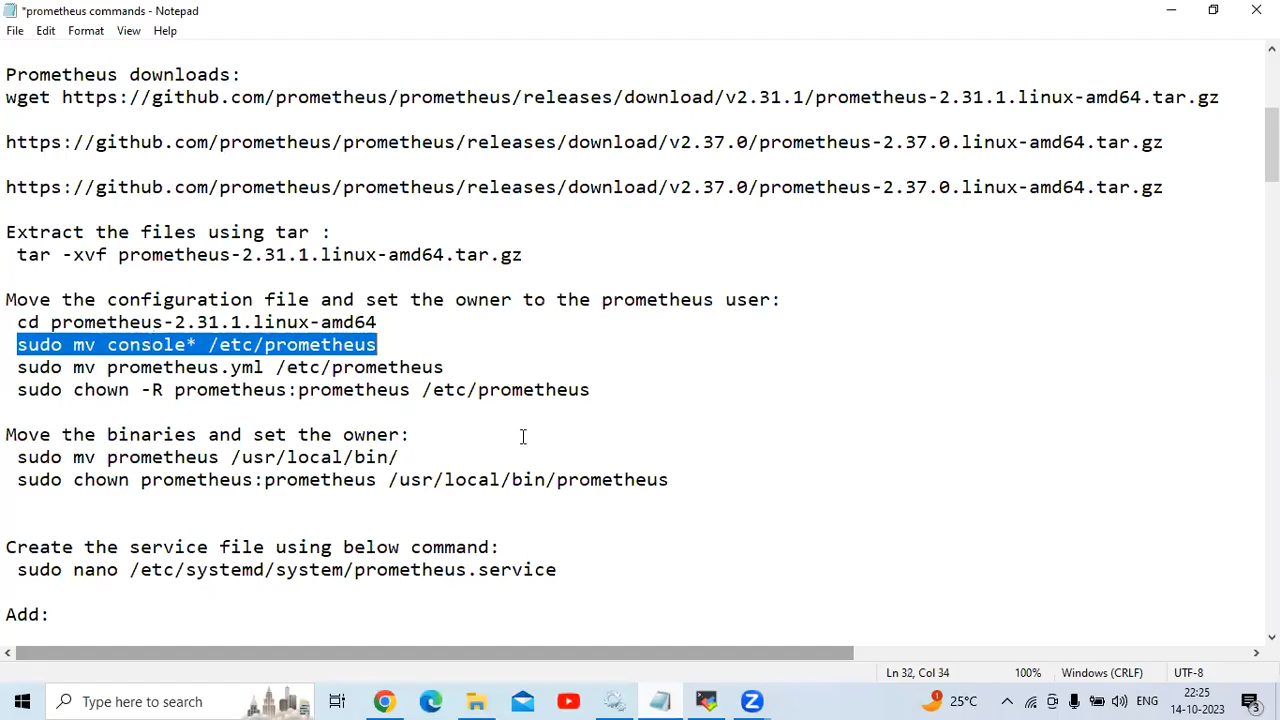 *prometheus commands - Notepad
File Edit Format View Help
Prometheus downloads:
wget https://github.com/prometheus/prometheus/releases/download/v2.31.1/prometheus-2.31.1.linux-amd64.tar.gz
https://github.com/prometheus/prometheus/releases/download/v2.37.0/prometheus-2.37.0.linux-amd64.tar.gz
https://github.com/prometheus/prometheus/releases/download/v2.37.0/prometheus-2.37.0.linux-amd64.tar.gz
Extract the files using tar :
tar -xvf prometheus-2.31.1.linux-amd64.tar.gz
Move the configuration file and set the owner to the prometheus user:
cd prometheus-2.31.1.linux-amd64
sudo mv console* /etc/prometheus
sudo mv prometheus.yml /etc/prometheus
sudo chown -R prometheus:prometheus /etc/prometheus
Move the binaries and set the owner:
sudo mv prometheus /usr/local/bin/
sudo chown prometheus:prometheus /usr/local/bin/prometheus
Create the service file using below command:
sudo nano /etc/systemd/system/prometheus.service
Add:
Ln 32, Col 34 100% Windows (CRLF) UTF-8
Type here to search 1 25°C ENG 22:25 14-10-2023 3